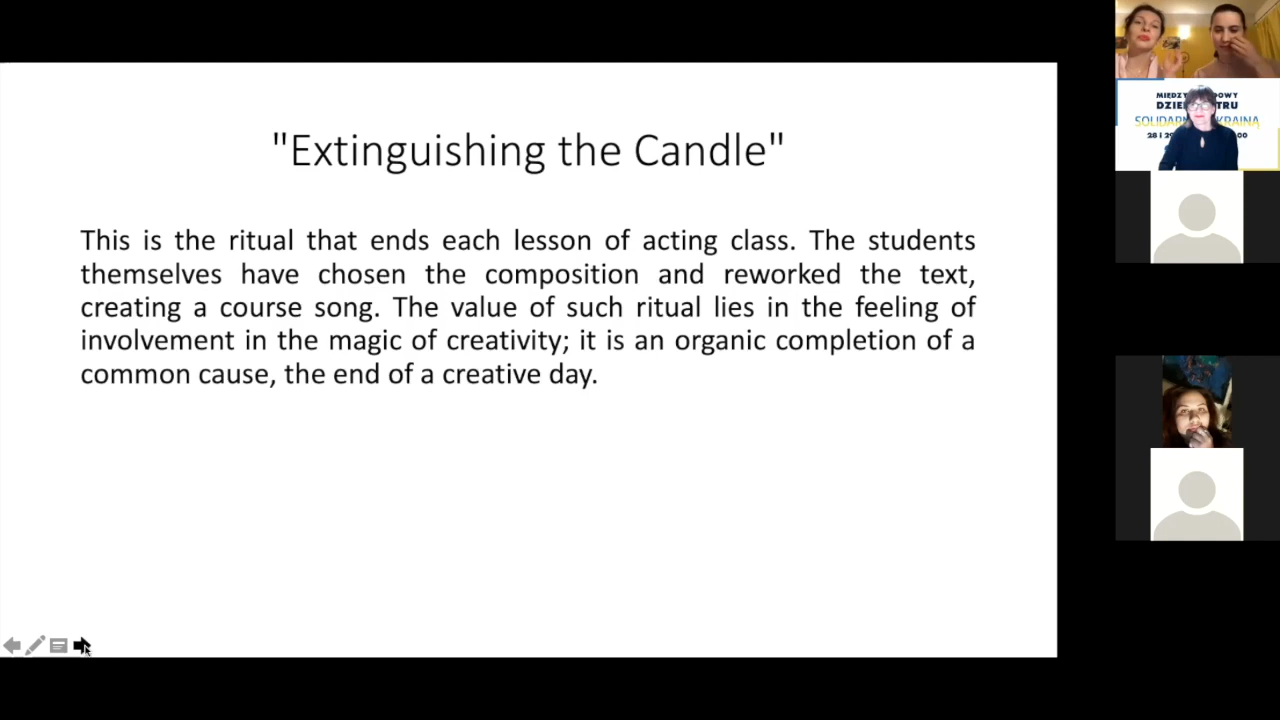 "Extinguishing the Candle"
This is the ritual that ends each lesson of acting class. The students
themselves have chosen the composition and reworked the text,
creating a course song. The value of such ritual lies in the feeling of
involvement in the magic of creativity; it is an organic completion of a
common cause, the end of a creative day.